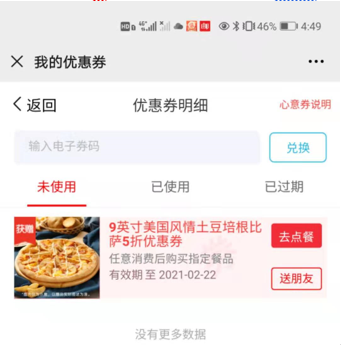 46% 4:49
我的优惠券
返回 优惠券明细 心意券说明
输入电子券码 兑换
未使用 已使用 已过期
获赠
9英寸美国风情土豆培根比
萨5折优惠券
去点餐
任意消费后购买指定餐品
有效期 至 2021-02-22
送朋友
没有更多数据